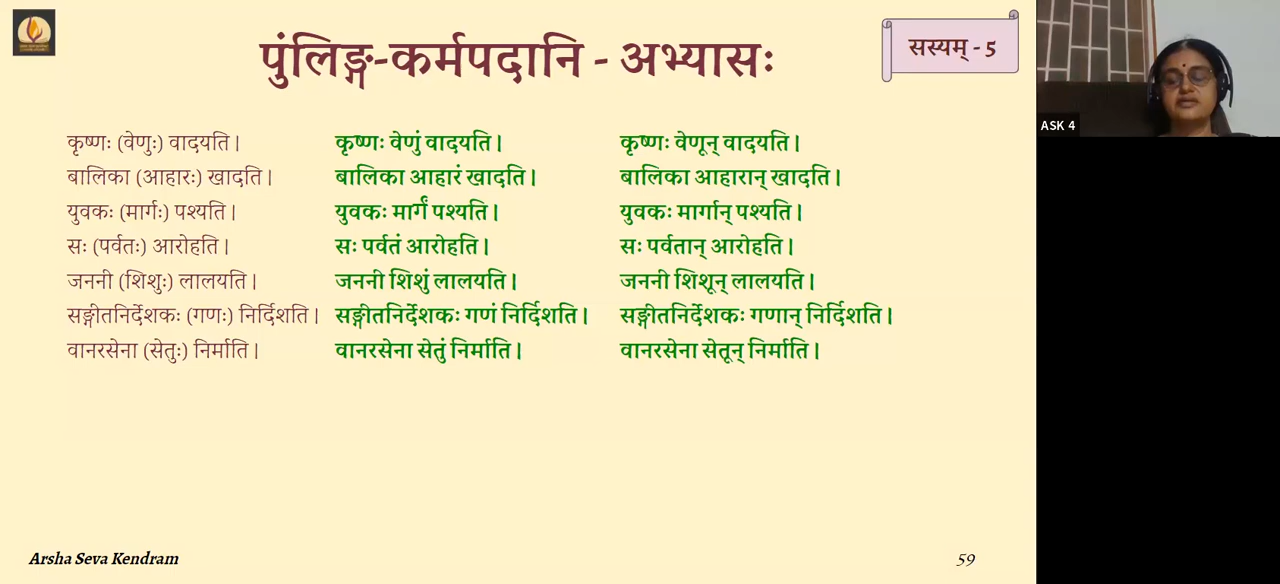 पुंलिङ्ग-कर्मपदानि - अभ्यासः
सस्यम् - 5
ASK 4
कृष्णः (वेणुः) वादयति। कृष्णः वेणुं वादयति। कृष्णः वेणून् वादयति।
बालिका (आहारः) खादति। बालिका आहारं खादति। बालिका आहारान् खादति।
युवकः (मार्गः) पश्यति। युवकः मार्गं पश्यति। युवकः मार्गान् पश्यति।
सः (पर्वतः) आरोहति। सः पर्वतं आरोहति। सः पर्वतान् आरोहति।
जननी (शिशुः) लालयति। जननी शिशुं लालयति। जननी शिशून् लालयति।
सङ्गीतनिर्देशकः (गणः) निर्दिशति। सङ्गीतनिर्देशकः गणं निर्दिशति। सङ्गीतनिर्देशकः गणान् निर्दिशति।
वानरसेना (सेतुः) निर्माति। वानरसेना सेतुं निर्माति। वानरसेना सेतून् निर्माति।
Arsha Seva Kendram
59